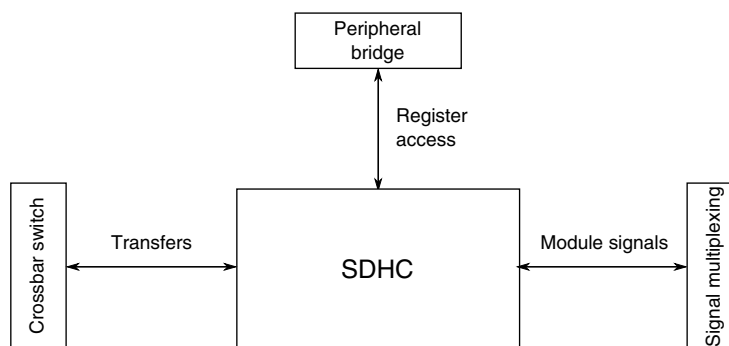 Peripheral
bridge
Register
access
Crossbar switch
Transfers
SDHC
Module signals
Signal multiplexing